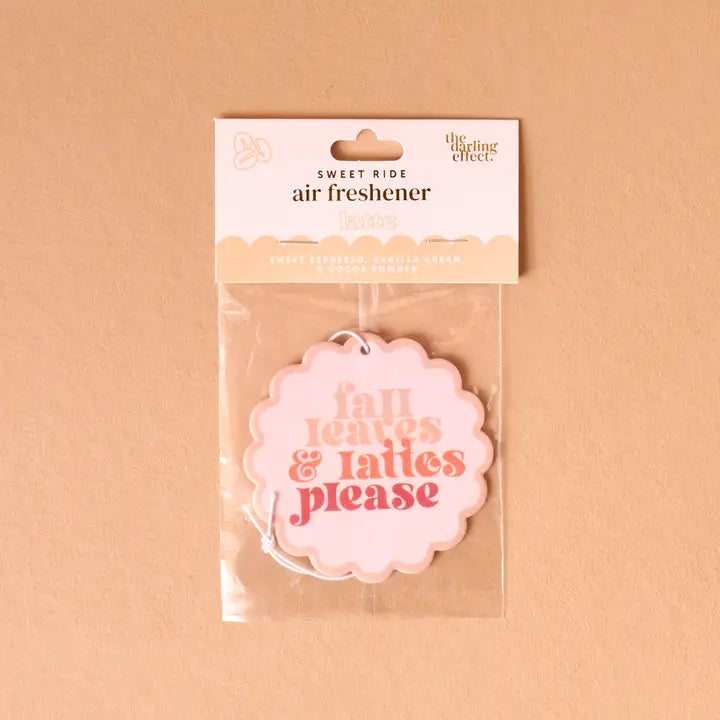 the
darling
effect.
SWEET RIDE
air freshener
latte
SWEET ESPRESSO, VANILLA CREAM,
& COCOA POWDER
fall
leaves
& lattes
please